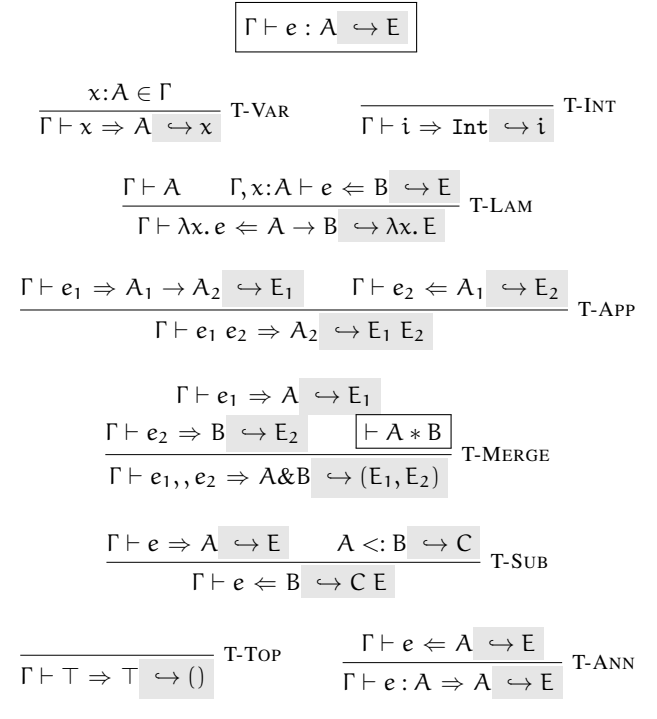 Γ ⊢ e : A ↪ E
x:A ∈ Γ
Γ ⊢ x ⇒ A ↪ x T-VAR
Γ ⊢ i ⇒ Int ↪ i T-INT
Γ ⊢ A Γ, x:A ⊢ e ⇐ B ↪ E
Γ ⊢ λx. e ⇐ A → B ↪ λx. E T-LAM
Γ ⊢ e₁ ⇒ A₁ → A₂ ↪ E₁ Γ ⊢ e₂ ⇐ A₁ ↪ E₂
Γ ⊢ e₁ e₂ ⇒ A₂ ↪ E₁ E₂ T-APP
Γ ⊢ e₁ ⇒ A ↪ E₁
Γ ⊢ e₂ ⇒ B ↪ E₂ ⊢ A ∗ B
Γ ⊢ e₁,,e₂ ⇒ A&B ↪ (E₁, E₂) T-MERGE
Γ ⊢ e ⇒ A ↪ E A <: B ↪ C
Γ ⊢ e ⇐ B ↪ C E T-SUB
Γ ⊢ ⊤ ⇒ ⊤ ↪ () T-TOP
Γ ⊢ e ⇐ A ↪ E
Γ ⊢ e : A ⇒ A ↪ E T-ANN